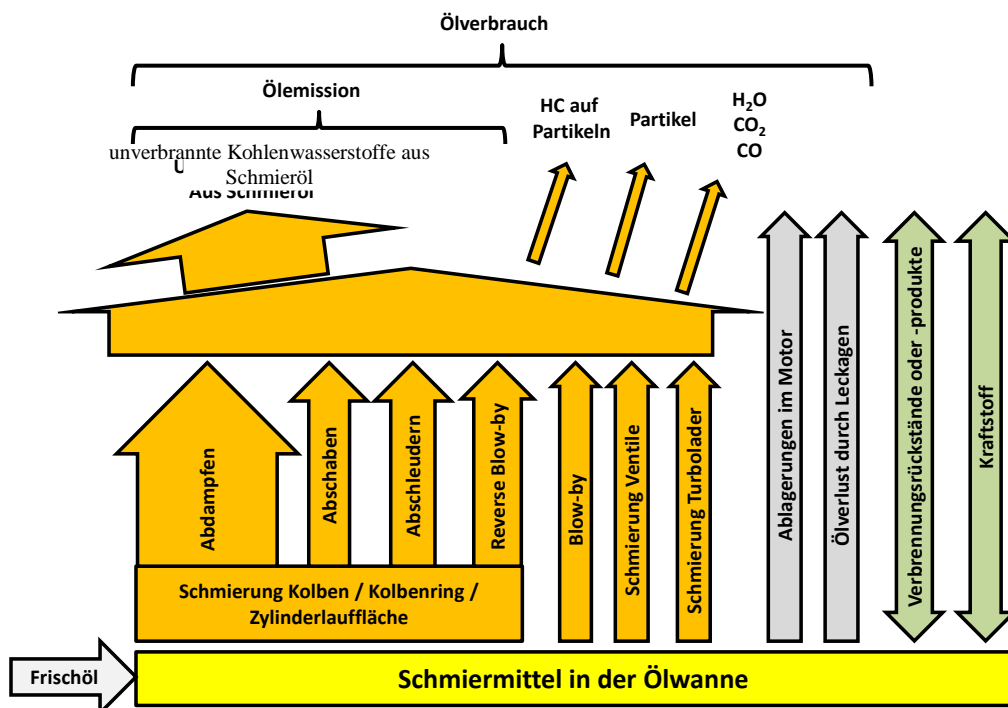 Ölverbrauch
Ölemission
HC auf
Partikeln
Partikel
H₂O
CO₂
CO
unverbrannte Kohlenwasserstoffe aus
Schmieröl
Aus Schmieröl
Abdampfen
Abschaben
Abschleudern
Reverse Blow-by
Blow-by
Schmierung Ventile
Schmierung Turbolader
Ablagerungen im Motor
Ölverlust durch Leckagen
Verbrennungsrückstände oder -produkte
Kraftstoff
Schmierung Kolben / Kolbenring /
Zylinderlauffläche
Frischöl
Schmiermittel in der Ölwanne